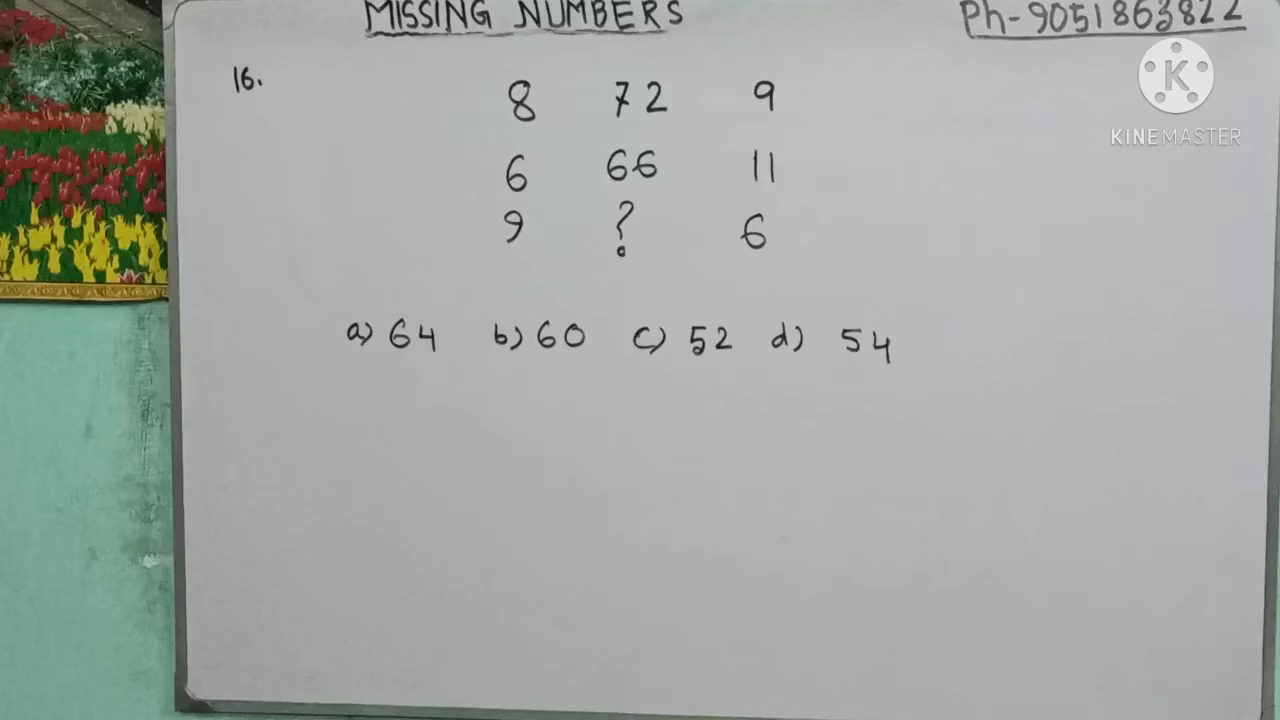 MISSING NUMBERS Ph-9051863822
16.
8 72 9
6 66 11
9 ? 6
a) 64 b) 60 c) 52 d) 54
K
KINEMASTER